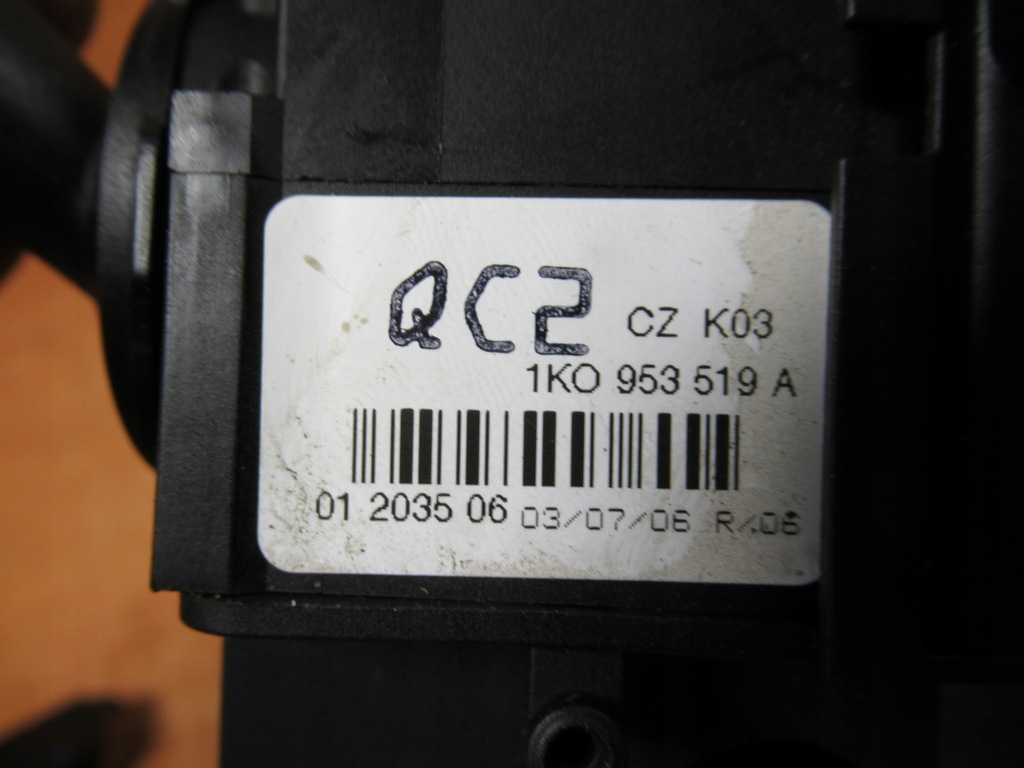 QC2 CZ K03
1KO 953 519 A
01 2035 06 03/07/06 R/.06